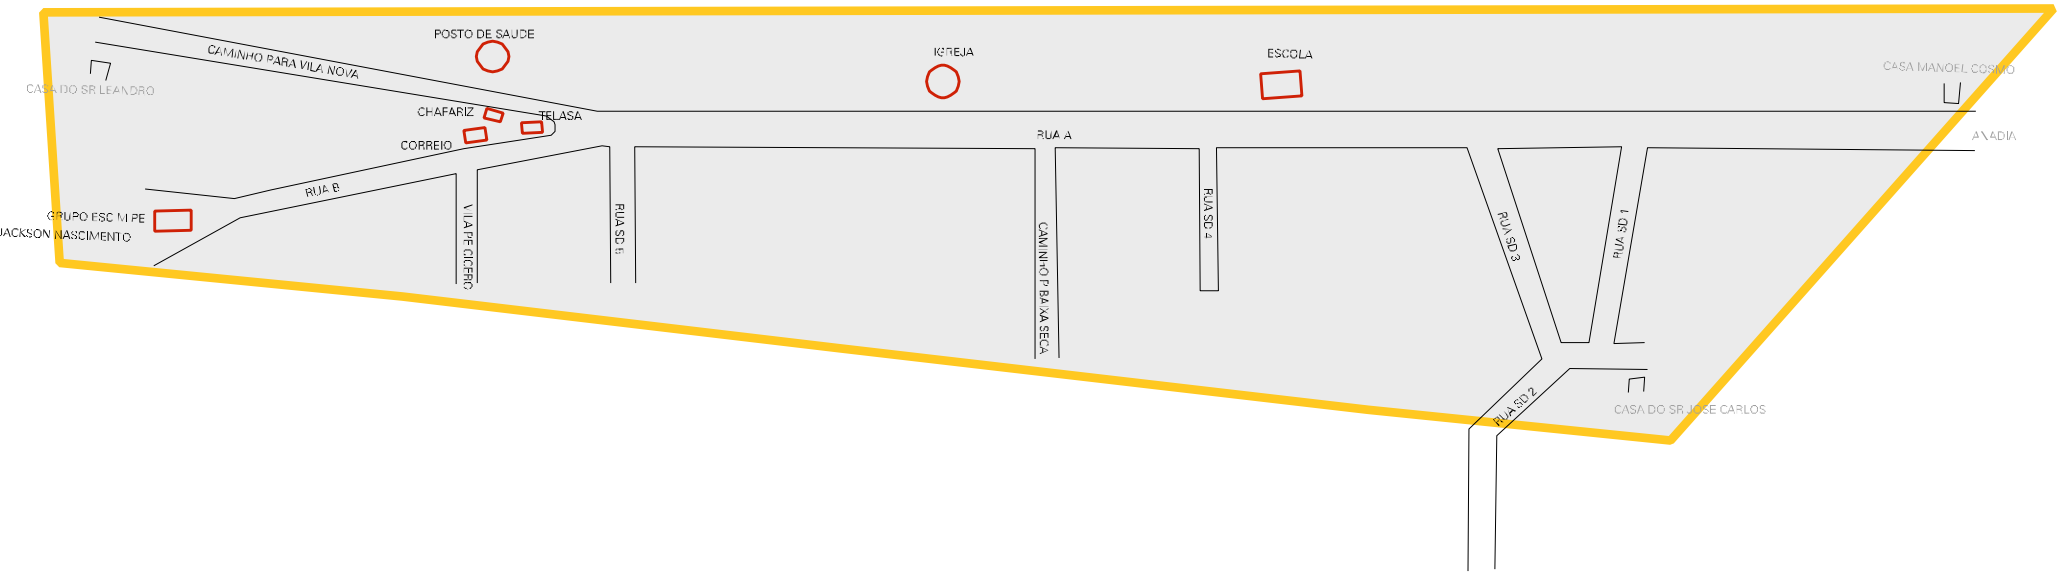 POSTO DE SAUDE
IGREJA
ESCOLA
CAMINHO PARA VILA NOVA
CASA MANOEL COSMO
CASA DO SR LEANDRO
CHAFARIZ
TELASA
RUA A
ANADIA
CORREIO
RUA B
GRUPO ESC M PE
JACKSON NASCIMENTO
VILA PE CICERO
RUA SD 5
CAMINHO P BAIXA SECA
RUA SD 4
RUA SD 3
RUA SD 1
RUA SD 2
CASA DO SR JOSE CARLOS